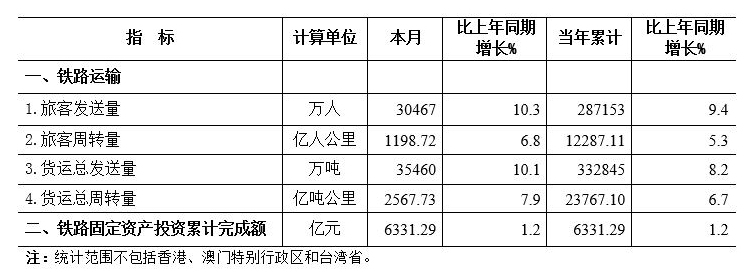 指 标 计算单位 本月 比上年同期增长% 当年累计 比上年同期增长%
一、铁路运输
1.旅客发送量 万人 30467 10.3 287153 9.4
2.旅客周转量 亿人公里 1198.72 6.8 12287.11 5.3
3.货运总发送量 万吨 35460 10.1 332845 8.2
4.货运总周转量 亿吨公里 2567.73 7.9 23767.10 6.7
二、铁路固定资产投资累计完成额 亿元 6331.29 1.2 6331.29 1.2
注：统计范围不包括香港、澳门特别行政区和台湾省。